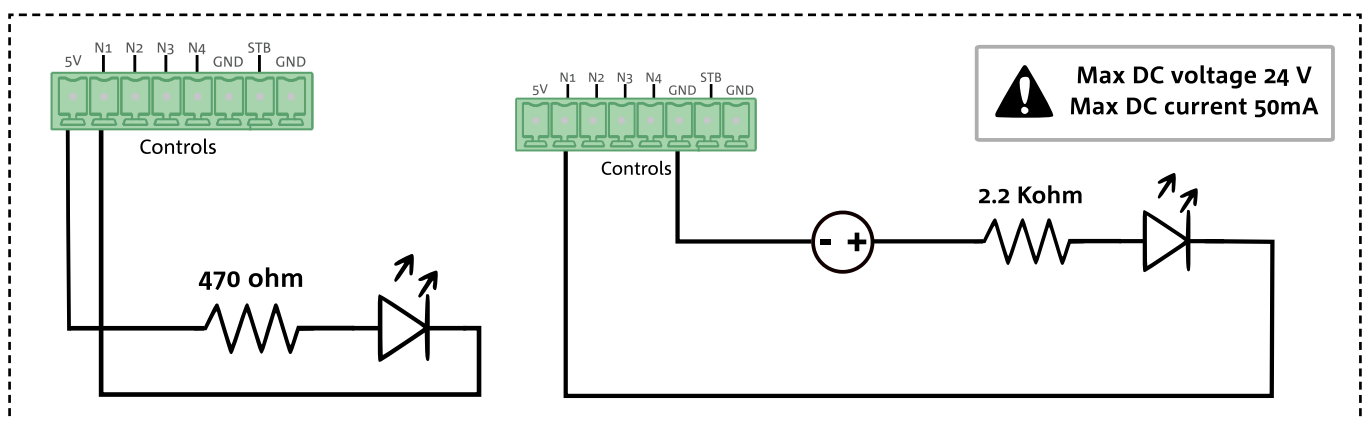 5V N1 N2 N3 N4 GND STB GND
Controls
470 ohm
5V N1 N2 N3 N4 GND STB GND
Controls
- +
2.2 Kohm
!
Max DC voltage 24 V
Max DC current 50mA